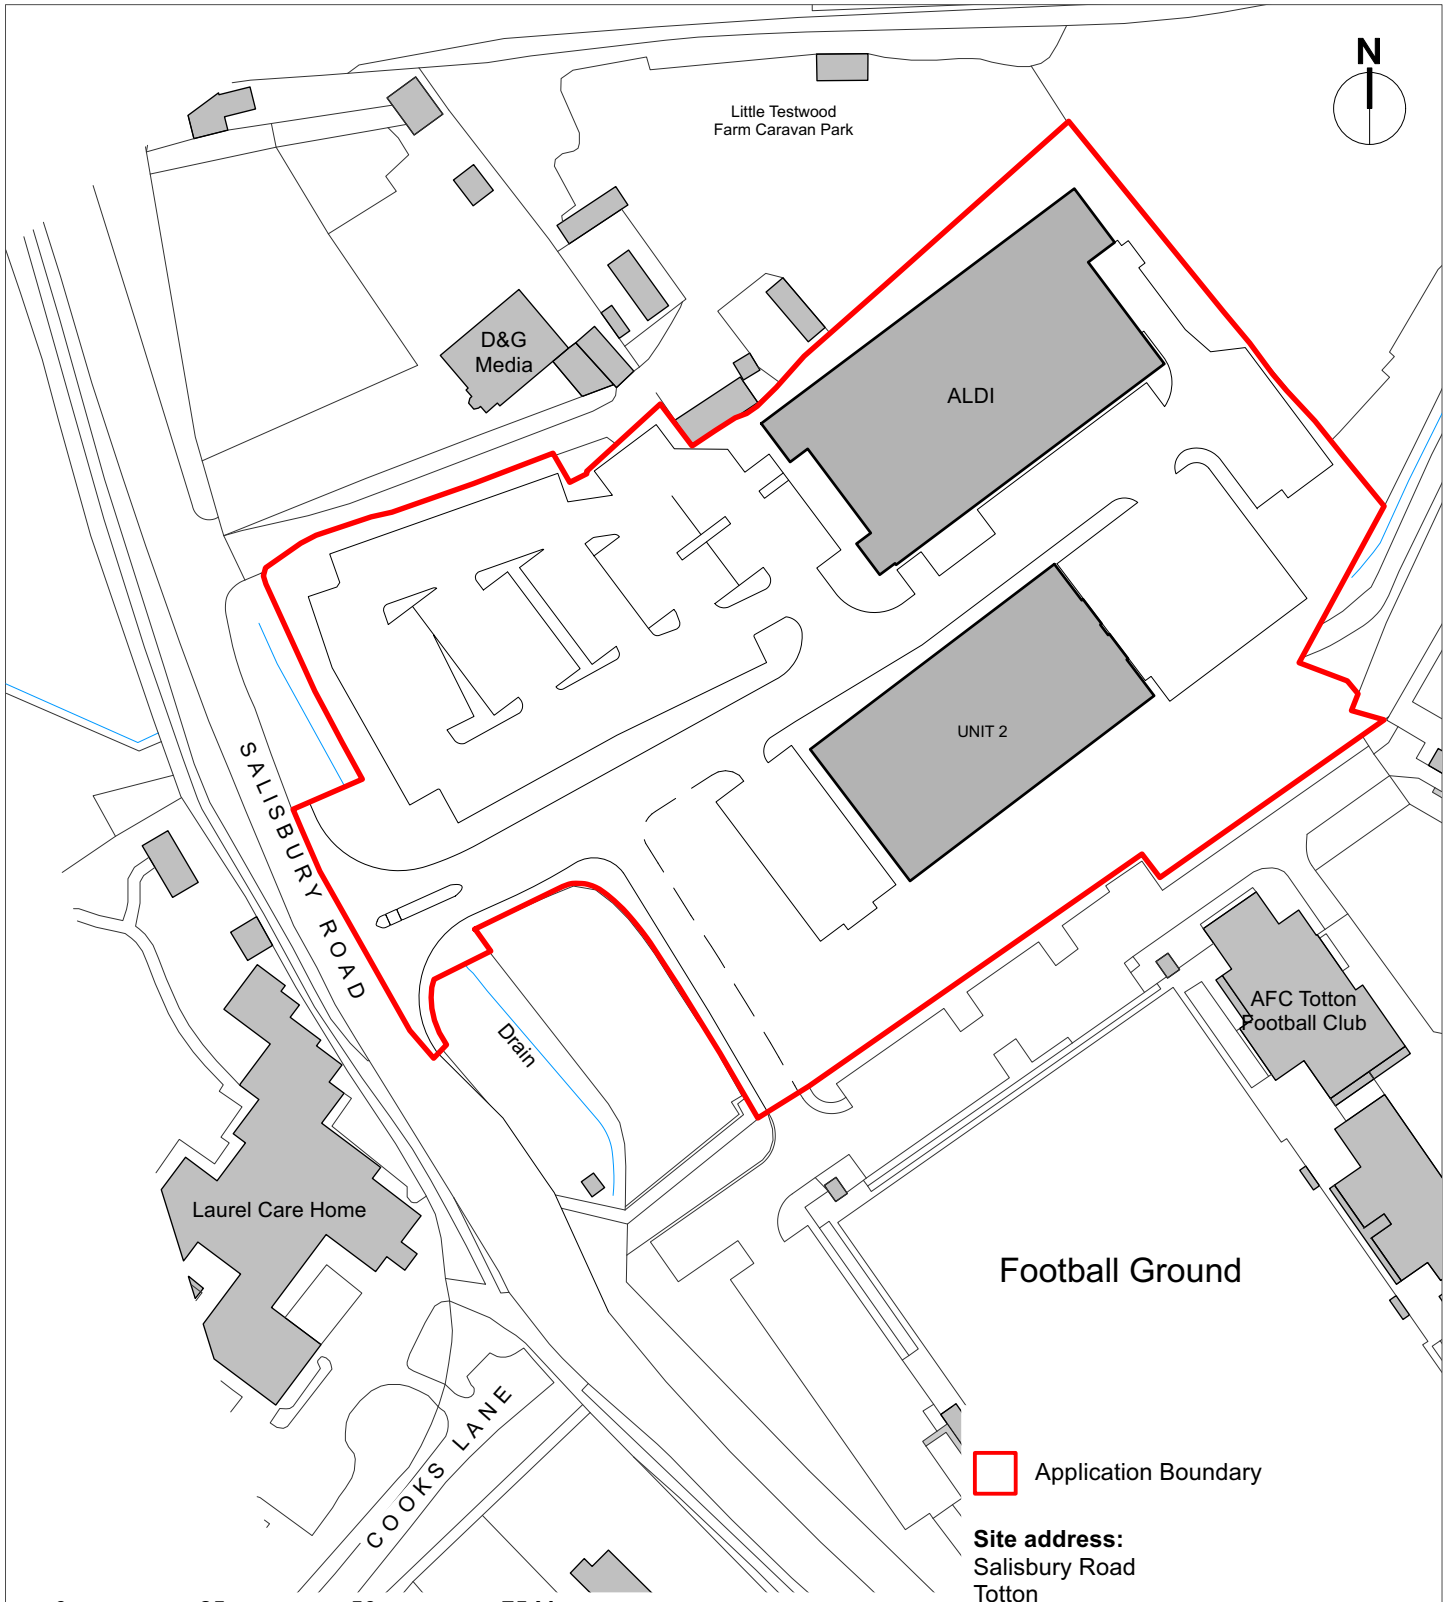 N
Little Testwood
Farm Caravan Park
D&G
Media
ALDI
UNIT 2
SALISBURY ROAD
Drain
AFC Totton
Football Club
Laurel Care Home
Football Ground
COOKS LANE
Application Boundary
Site address:
Salisbury Road
Totton